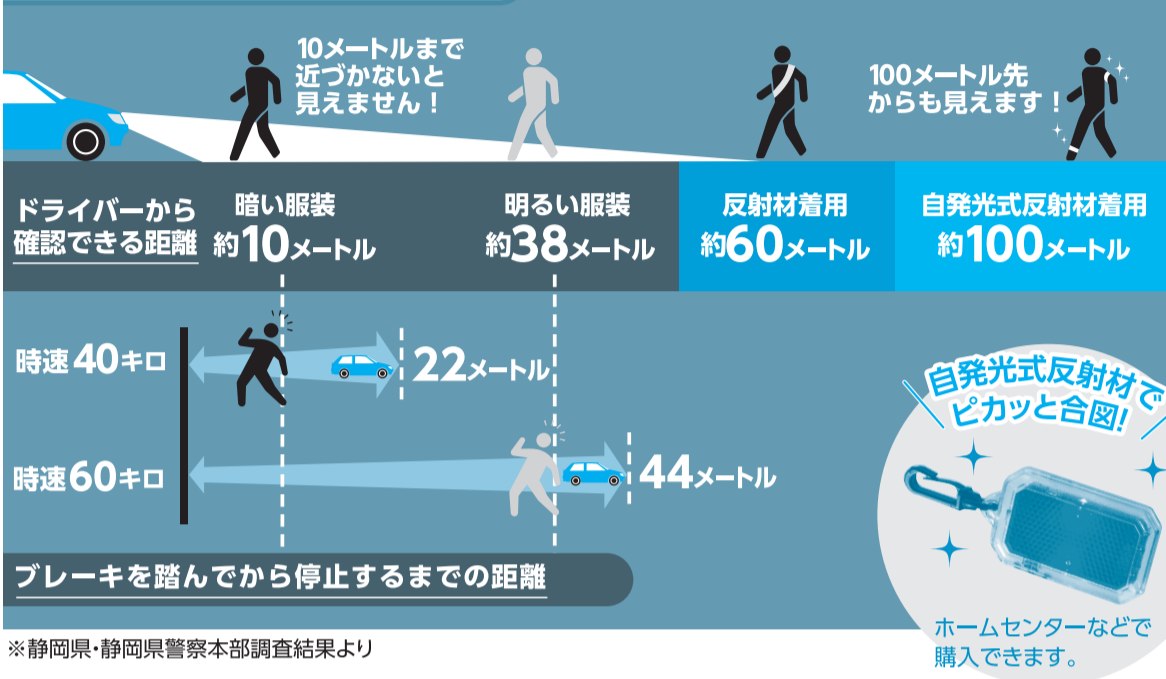 10メートルまで
近づかないと
見えません！
100メートル先
からも見えます！
ドライバーから
確認できる距離
暗い服装
約10メートル
明るい服装
約38メートル
反射材着用
約60メートル
自発光式反射材着用
約100メートル
時速40キロ
22メートル
時速60キロ
44メートル
自発光式反射材で
ピカッと合図!
ブレーキを踏んでから停止するまでの距離
ホームセンターなどで
購入できます。
※静岡県・静岡県警察本部調査結果より